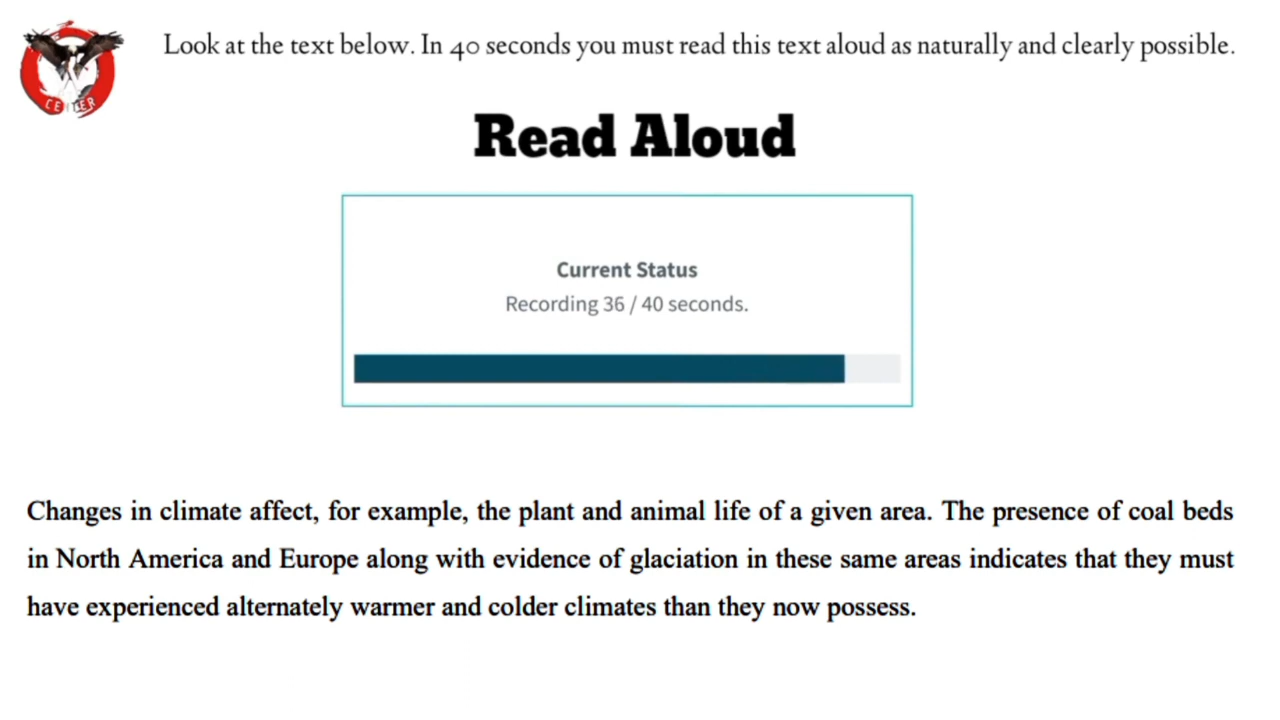 Look at the text below. In 40 seconds you must read this text aloud as naturally and clearly possible.
CENTER
Read Aloud
Current Status
Recording 36 / 40 seconds.
Changes in climate affect, for example, the plant and animal life of a given area. The presence of coal beds
in North America and Europe along with evidence of glaciation in these same areas indicates that they must
have experienced alternately warmer and colder climates than they now possess.